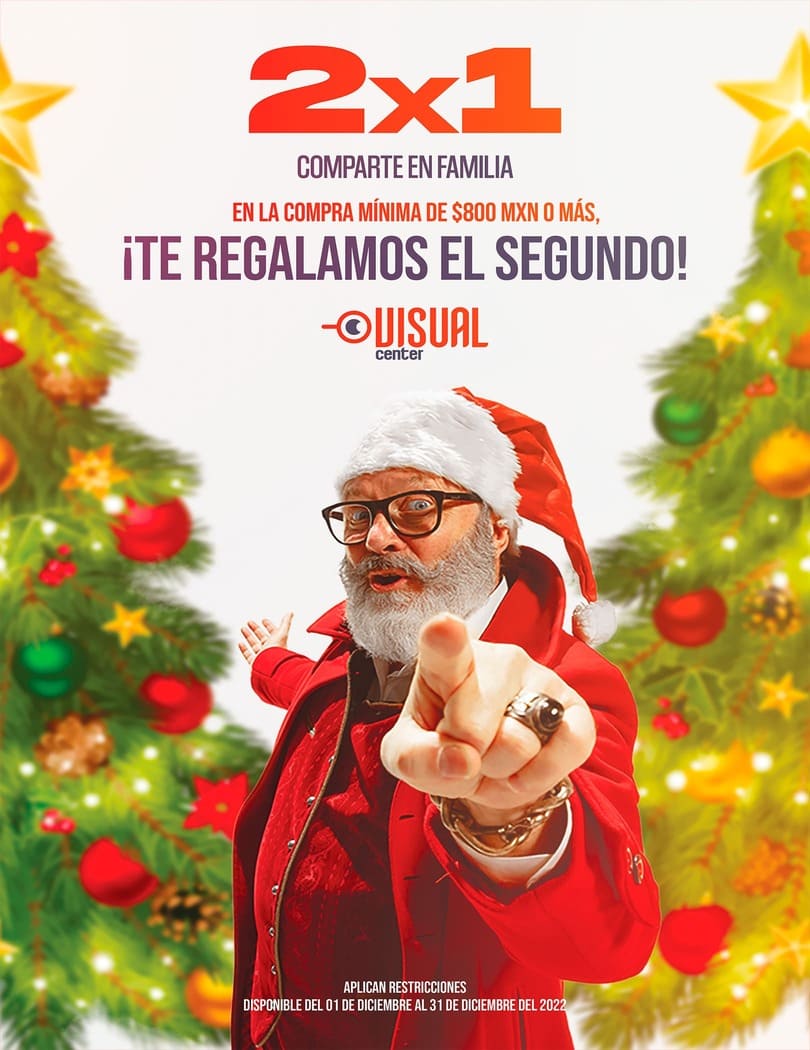 2x1
COMPARTE EN FAMILIA
EN LA COMPRA MÍNIMA DE $800 MXN O MÁS,
¡TE REGALAMOS EL SEGUNDO!
VISUAL
center
APLICAN RESTRICCIONES
DISPONIBLE DEL 01 DE DICIEMBRE AL 31 DE DICIEMBRE DEL 2022